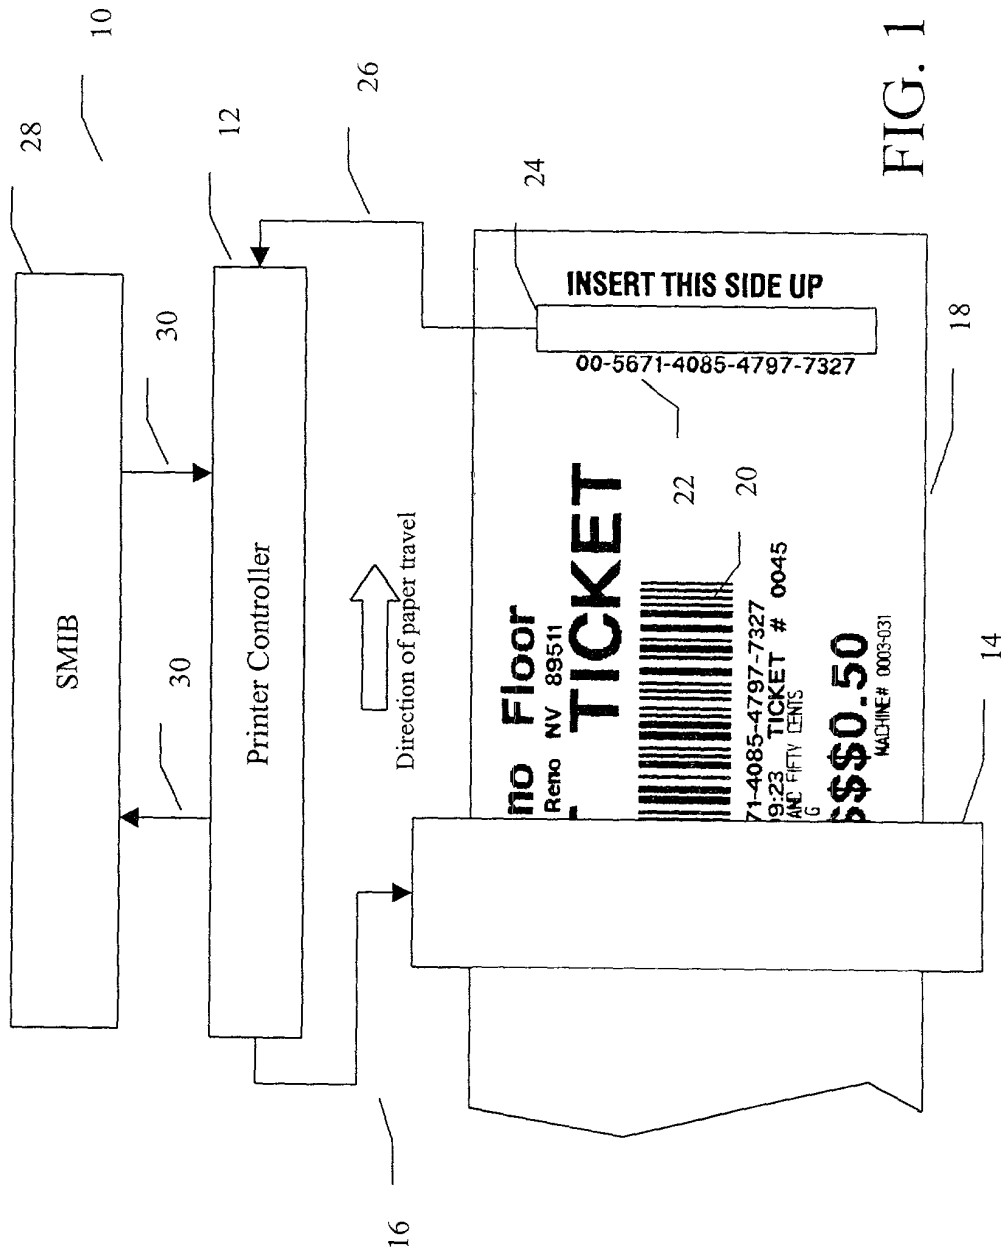 10
28
SMIB
30
30
12
Printer Controller
26
Direction of paper travel
16
24
INSERT THIS SIDE UP
00-5671-4085-4797-7327
22
20
no Floor
Reno NV 89511
TICKET
71-4085-4797-7327
9:23 TICKET # 0045
AND FIFTY CENTS
G
$$$0.50
MACHINE# 0003-031
18
14
FIG. 1